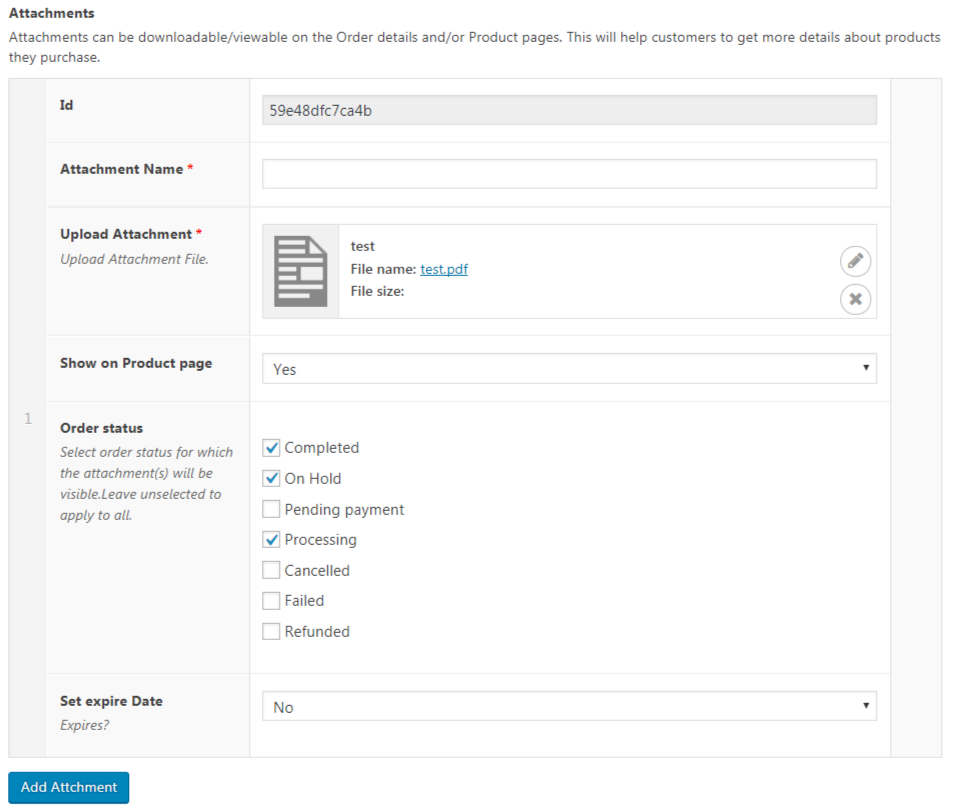 Attachments
Attachments can be downloadable/viewable on the Order details and/or Product pages. This will help customers to get more details about products
they purchase.
Id
59e48dfc7ca4b
Attachment Name *
Upload Attachment *
Upload Attachment File.
test
File name: test.pdf
File size:
Show on Product page
Yes
1
Order status
Select order status for which
the attachment(s) will be
visible.Leave unselected to
apply to all.
Completed
On Hold
Pending payment
Processing
Cancelled
Failed
Refunded
Set expire Date
Expires?
No
Add Attchment